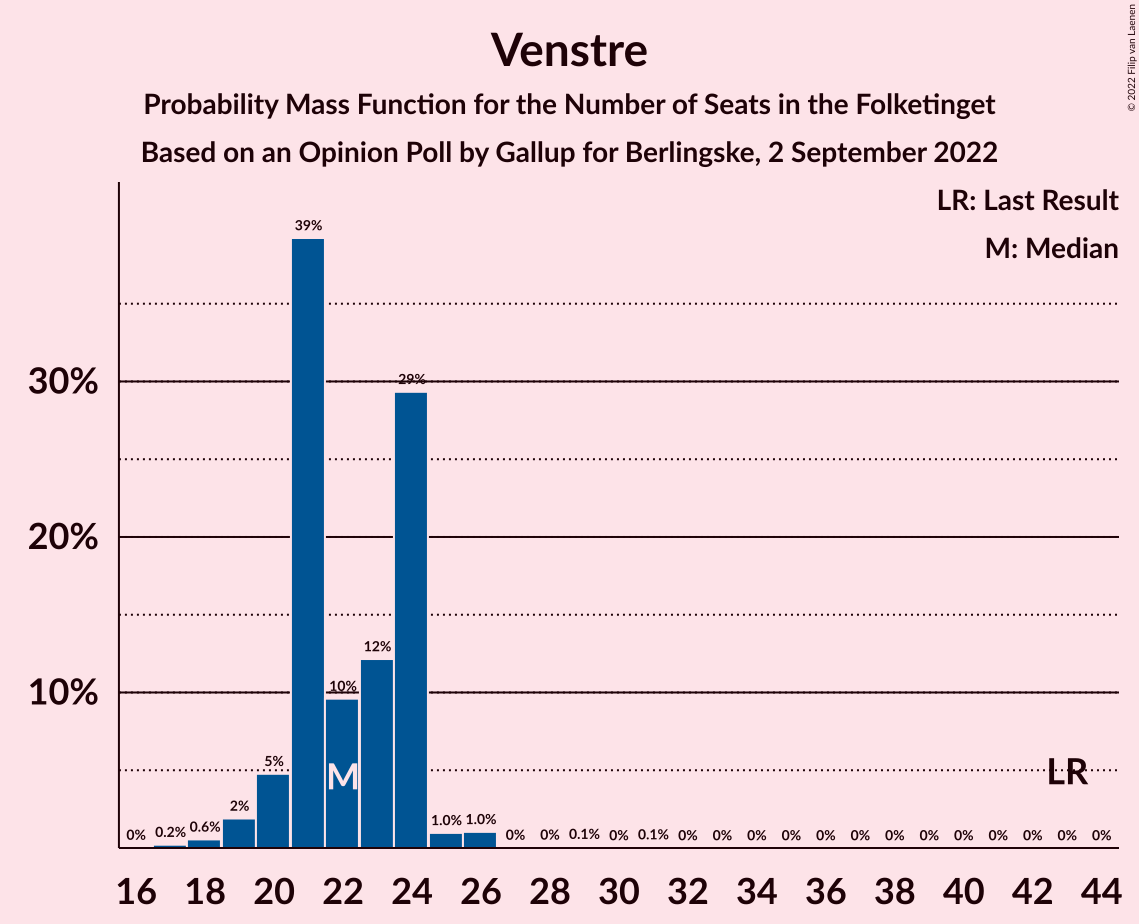 © 2022 Filip van Laenen
Venstre
Probability Mass Function for the Number of Seats in the Folketinget
Based on an Opinion Poll by Gallup for Berlingske, 2 September 2022
LR: Last Result
M: Median
39%
30%
29%
20%
12%
10%
10%
5%
M
LR
2%
0% 0.2% 0.6% 1.0% 1.0% 0% 0% 0.1% 0% 0.1% 0% 0% 0% 0% 0% 0% 0% 0% 0% 0% 0% 0% 0%
16 18 20 22 24 26 28 30 32 34 36 38 40 42 44